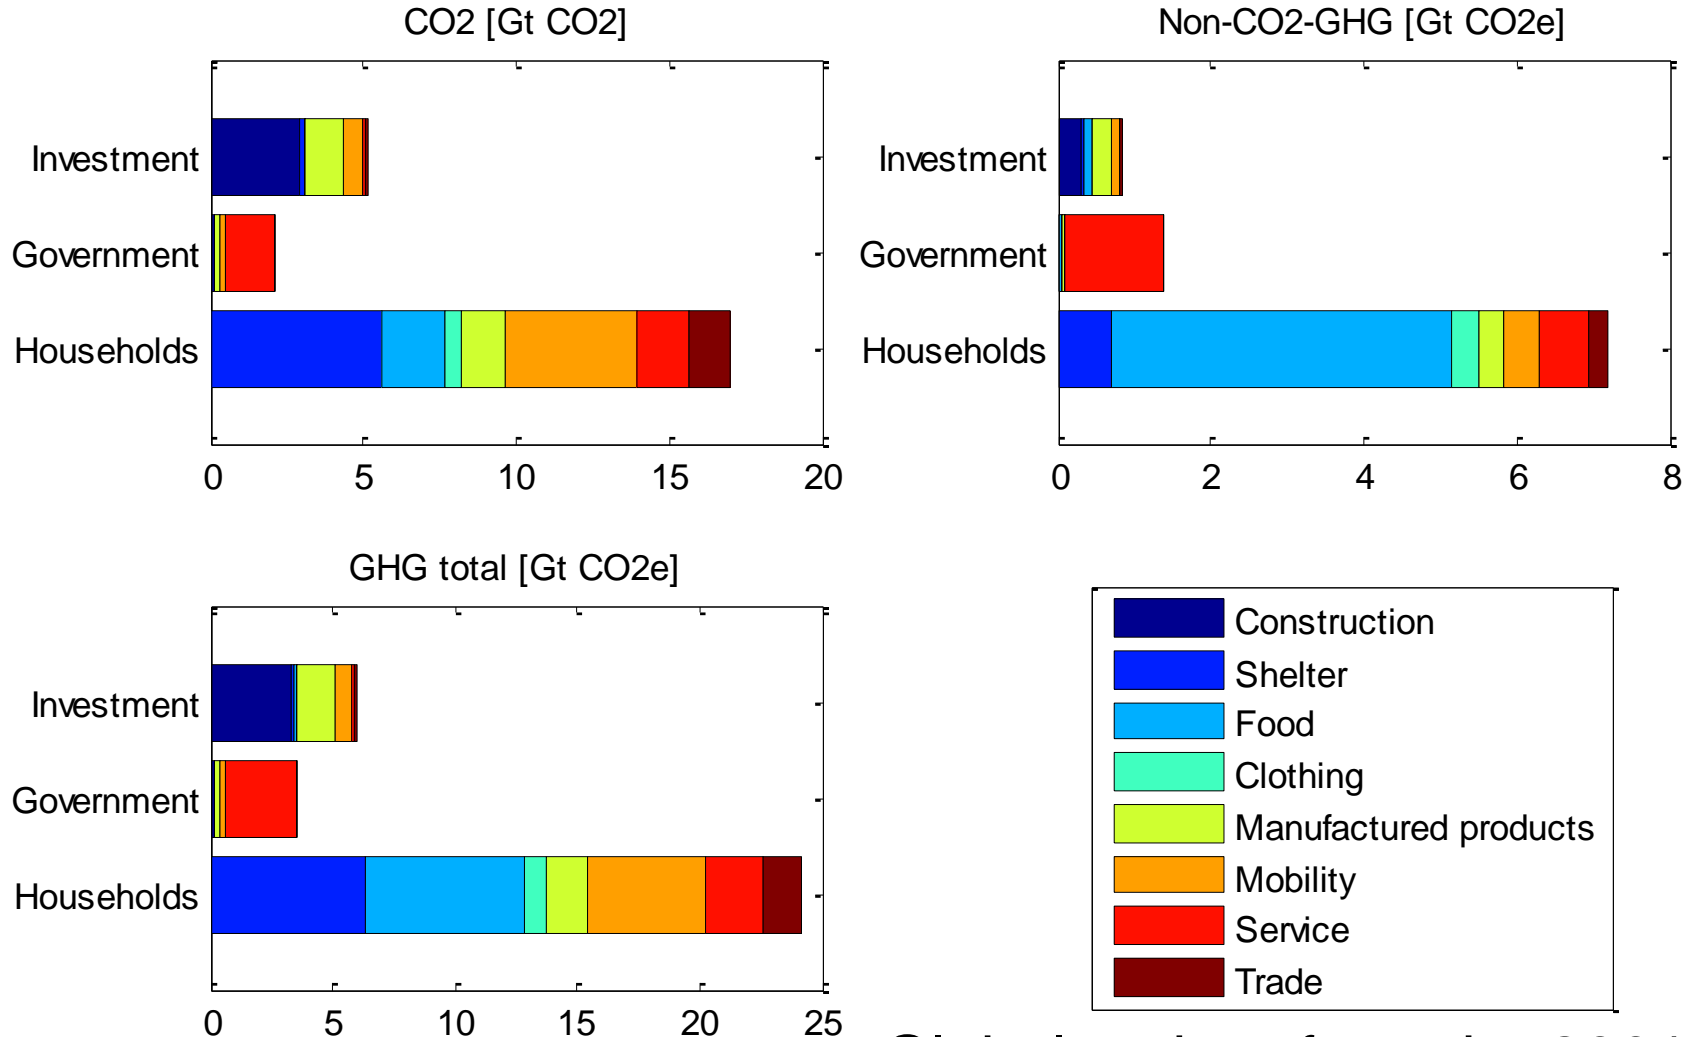 CO2 [Gt CO2]
Investment
Government
Households
0 5 10 15 20
Non-CO2-GHG [Gt CO2e]
Investment
Government
Households
0 2 4 6 8
GHG total [Gt CO2e]
Investment
Government
Households
0 5 10 15 20 25
Construction
Shelter
Food
Clothing
Manufactured products
Mobility
Service
Trade